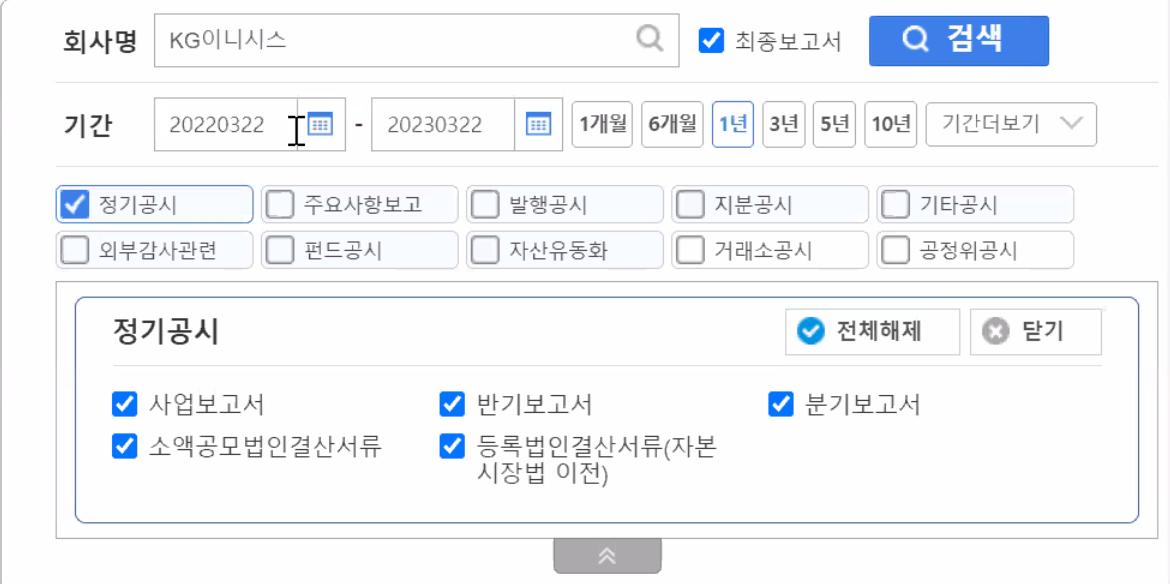 회사명 KG이니시스 최종보고서 검색
기간 20220322 - 20230322 1개월 6개월 1년 3년 5년 10년 기간더보기
정기공시 주요사항보고 발행공시 지분공시 기타공시
외부감사관련 펀드공시 자산유동화 거래소공시 공정위공시
정기공시 전체해제 닫기
사업보고서 반기보고서 분기보고서
소액공모법인결산서류 등록법인결산서류(자본
시장법 이전)